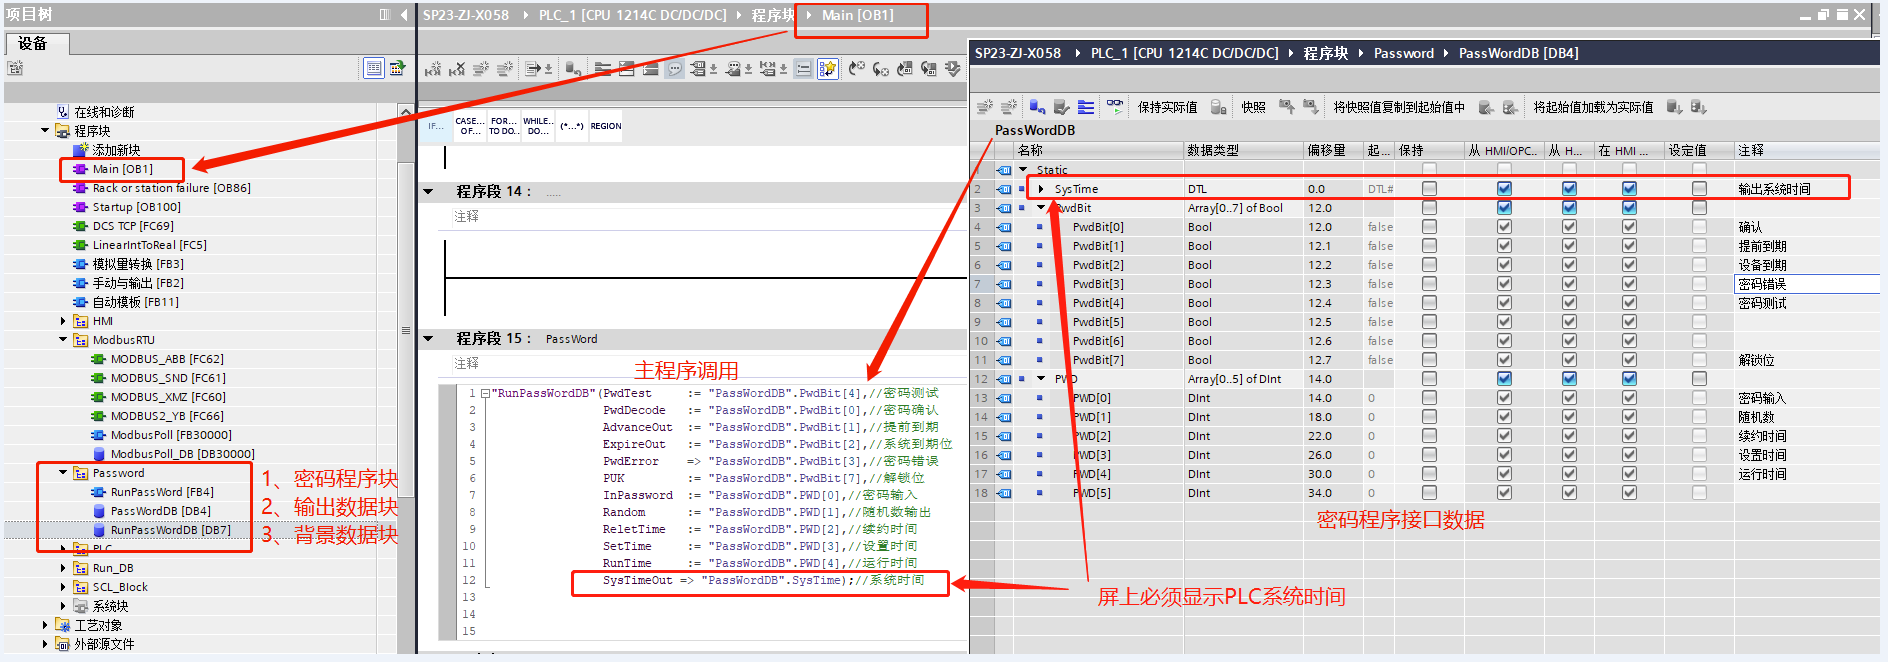 项目树
设备
在线和诊断
程序块
添加新块
Main [OB1]
Rack or station failure [OB86]
Startup [OB100]
DCS TCP [FC69]
LinearIntToReal [FC5]
模拟量转换 [FB3]
手动与输出 [FB2]
自动模板 [FB11]
HMI
ModbusRTU
MODBUS_ABB [FC62]
MODBUS_SND [FC61]
MODBUS_XMZ [FC60]
MODBUS2_YB [FC66]
ModbusPoll [FB30000]
ModbusPoll_DB [DB30000]
Password
RunPassWord [FB4]
PassWordDB [DB4]
RunPassWordDB [DB7]
PLC
Run_DB
SCL_Block
系统块
工艺对象
外部源文件
1、密码程序块
2、输出数据块
3、背景数据块
SP23-ZJ-X058 PLC_1 [CPU 1214C DC/DC/DC] 程序块 Main [OB1]
IF... CASE... OF... FOR... TO DO... WHILE... DO... (*...*) REGION
程序段 14： .....
注释
程序段 15： PassWord
注释
主程序调用
1 "RunPassWordDB"(PwdTest := "PassWordDB".PwdBit[4],//密码测试
2 PwdDecode := "PassWordDB".PwdBit[0],//密码确认
3 AdvanceOut := "PassWordDB".PwdBit[1],//提前到期
4 ExpireOut := "PassWordDB".PwdBit[2],//系统到期位
5 PwdError => "PassWordDB".PwdBit[3],//密码错误
6 PUK := "PassWordDB".PwdBit[7],//解锁位
7 InPassword := "PassWordDB".PWD[0],//密码输入
8 Random := "PassWordDB".PWD[1],//随机数输出
9 ReletTime := "PassWordDB".PWD[2],//续约时间
10 SetTime := "PassWordDB".PWD[3],//设置时间
11 RunTime := "PassWordDB".PWD[4],//运行时间
12 SysTimeOut => "PassWordDB".SysTime);//系统时间
13
14
15
SP23-ZJ-X058 PLC_1 [CPU 1214C DC/DC/DC] 程序块 Password PassWordDB [DB4]
保持实际值 快照 将快照值复制到起始值中 将起始值加载为实际值
PassWordDB
名称 数据类型 偏移量 起... 保持 从 HMI/OPC... 从 H... 在 HMI ... 设定值 注释
1 Static
2 SysTime DTL 0.0 DTL# 输出系统时间
3 PwdBit Array[0..7] of Bool 12.0
4 PwdBit[0] Bool 12.0 false 确认
5 PwdBit[1] Bool 12.1 false 提前到期
6 PwdBit[2] Bool 12.2 false 设备到期
7 PwdBit[3] Bool 12.3 false 密码错误
8 PwdBit[4] Bool 12.4 false 密码测试
9 PwdBit[5] Bool 12.5 false
10 PwdBit[6] Bool 12.6 false
11 PwdBit[7] Bool 12.7 false 解锁位
12 PWD Array[0..5] of DInt 14.0
13 PWD[0] DInt 14.0 0 密码输入
14 PWD[1] DInt 18.0 0 随机数
15 PWD[2] DInt 22.0 0 续约时间
16 PWD[3] DInt 26.0 0 设置时间
17 PWD[4] DInt 30.0 0 运行时间
18 PWD[5] DInt 34.0 0
密码程序接口数据
屏上必须显示PLC系统时间